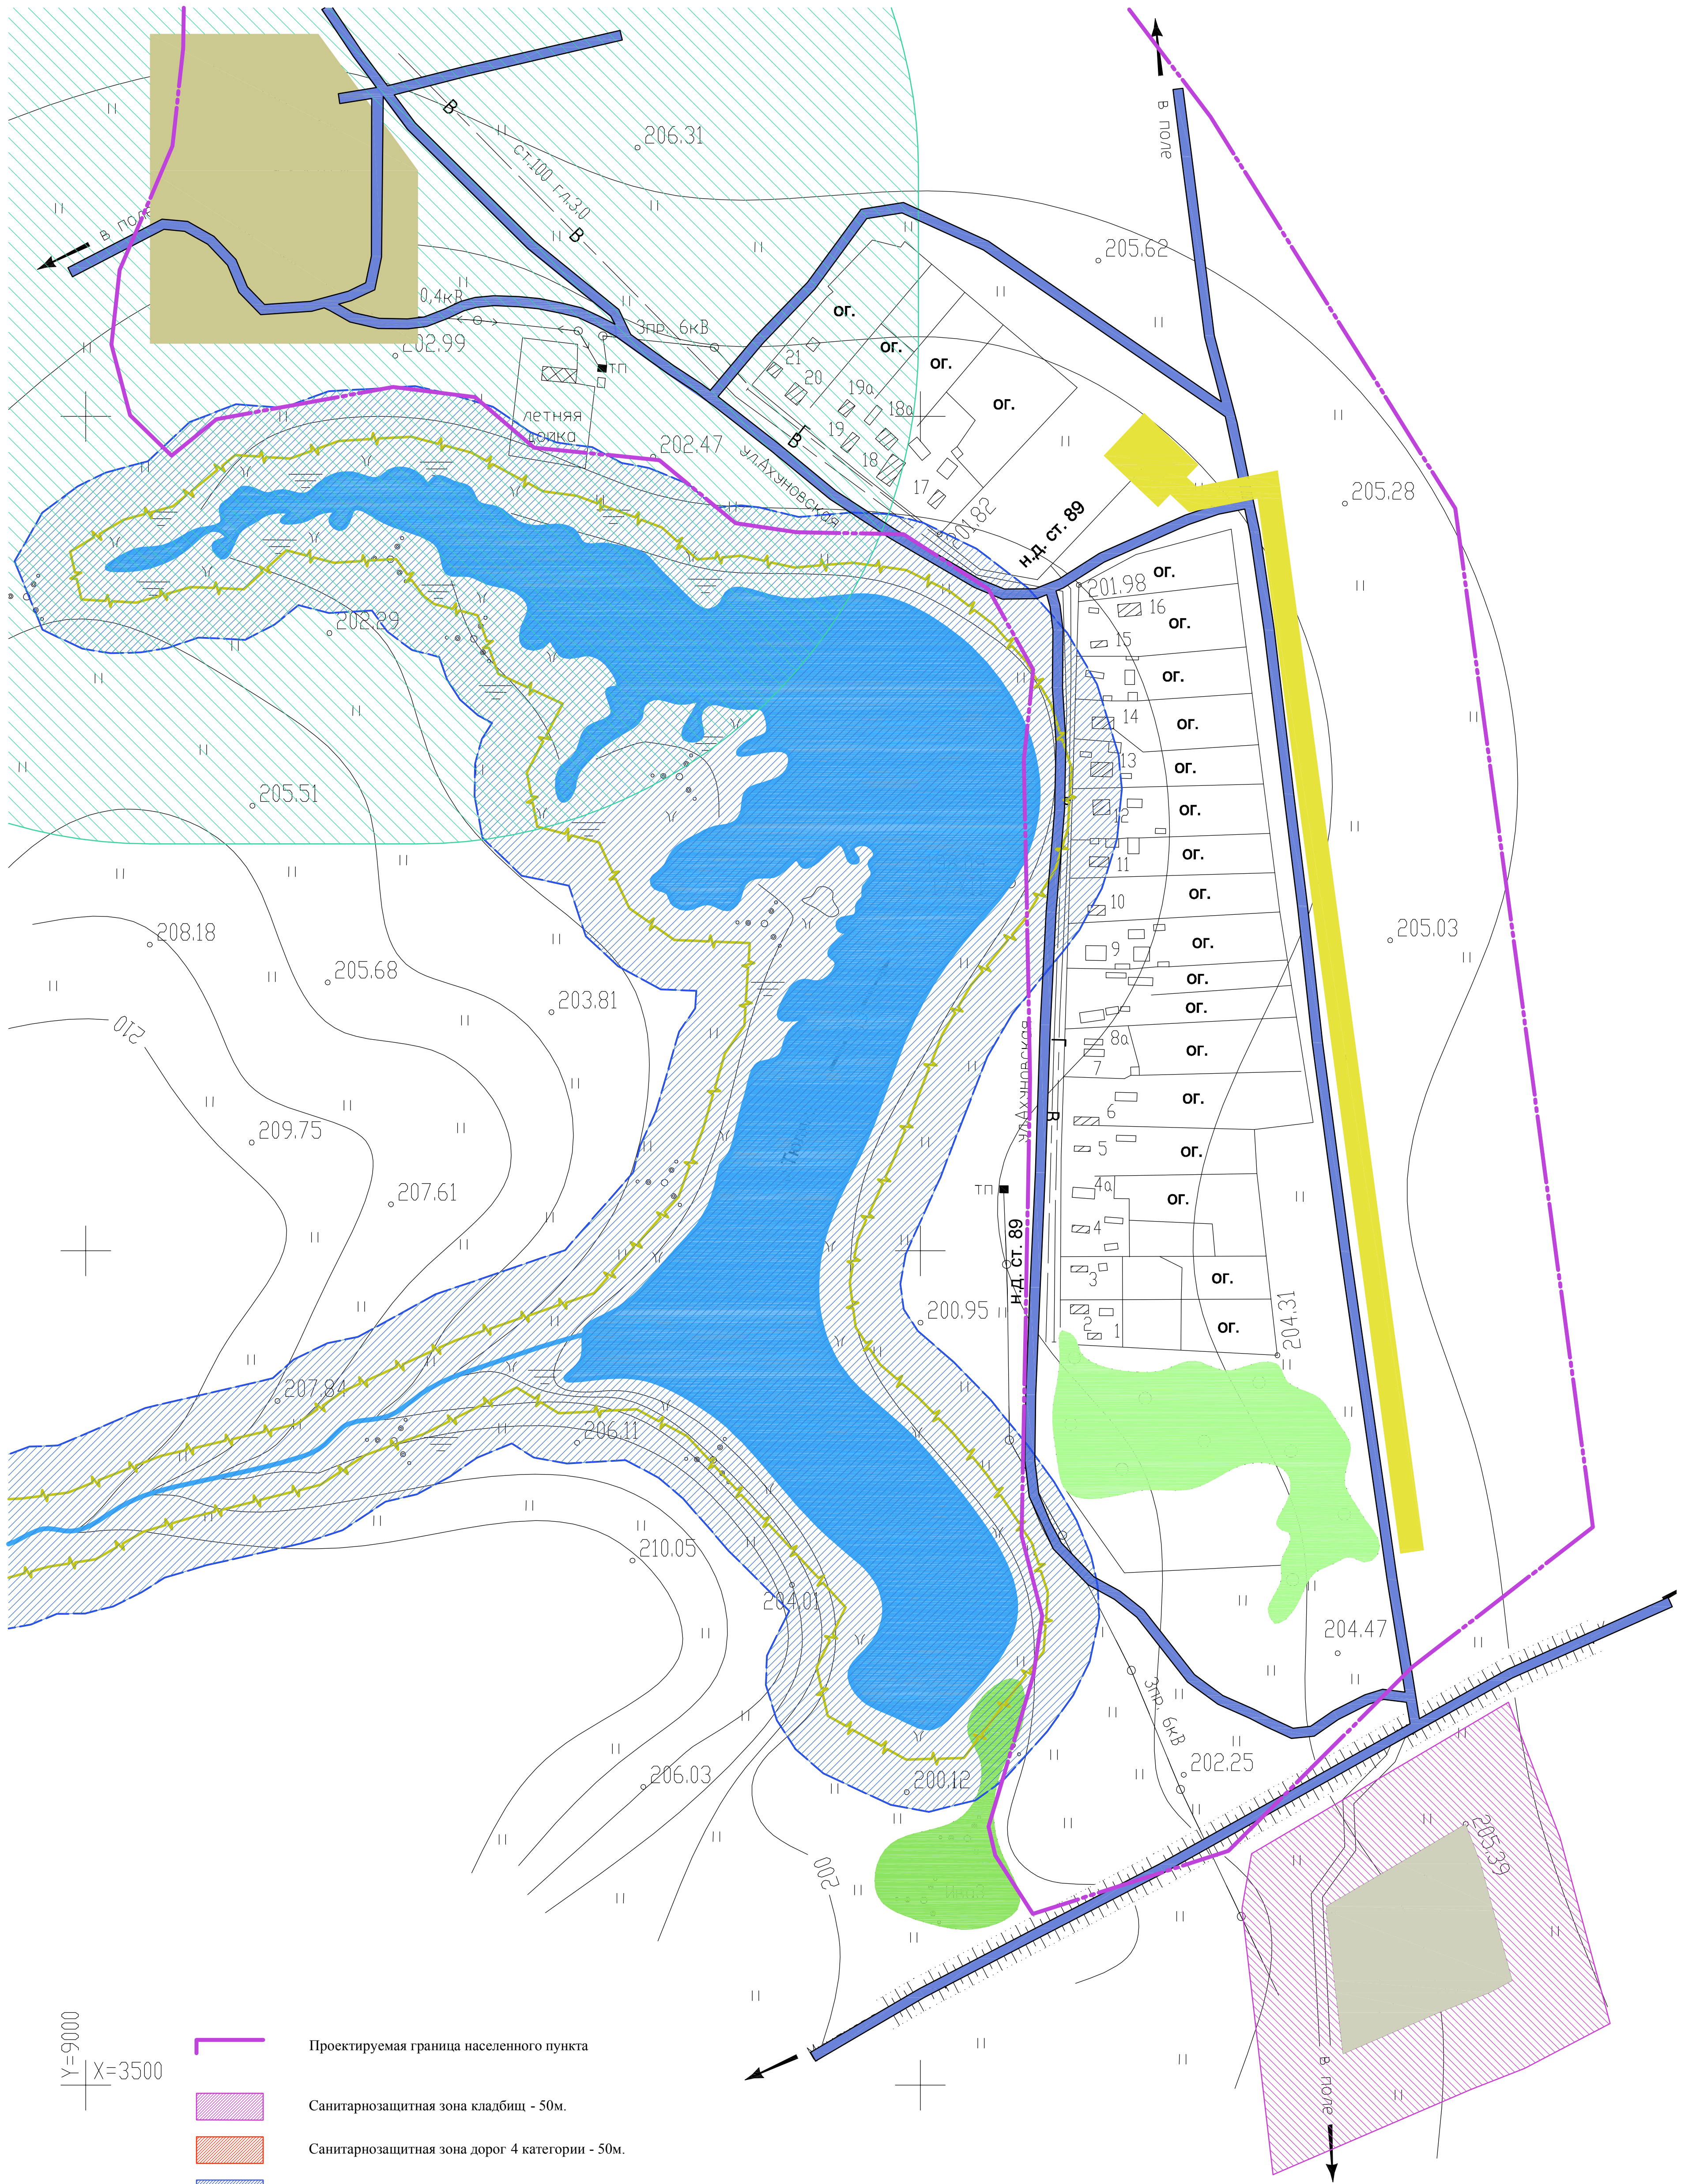 в поле
В
206.31
ст.100 гл.3,0
в поле
В
205.62
0,4кВ
3пр. 6кВ
202.99
ТП
ог.
ог.
ог.
ог.
21
20
19а
18а
19
18
17
летняя
дойка
202.47
В
Г
ул.Ахуновская
201.82
н.д. ст. 89
205.28
201.98
ог.
16
ог.
15
202.29
ог.
14
ог.
13
ог.
205.51
12
ог.
11
ог.
10
ог.
208.18
205.03
9
ог.
205.68
ог.
203.81
ог.
210
ул.Ахуновская
Г
8а
ог.
7
209.75
6
ог.
В
5
ог.
207.61
ТП
4а
ог.
4
н.д. ст. 89
3
ог.
200.95
2
1
ог.
204.31
207.84
206.11
210.05
204.01
204.47
3пр. 6кВ
206.03
200.12
202.25
200
205.39
в поле
Y=9000
X=3500
Проектируемая граница населенного пункта
Санитарнозащитная зона кладбищ - 50м.
Санитарнозащитная зона дорог 4 категории - 50м.